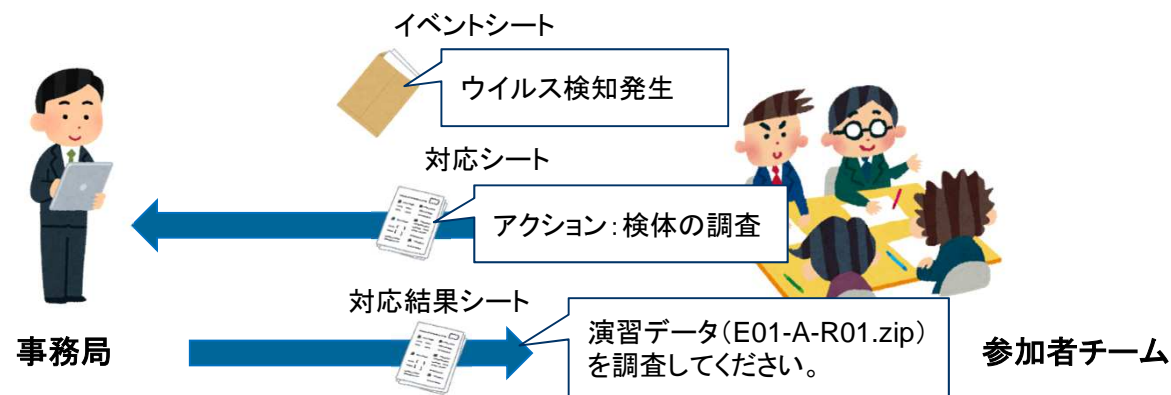 イベントシート
ウイルス検知発生
対応シート
アクション：検体の調査
対応結果シート
演習データ（E01-A-R01.zip）
を調査してください。
事務局
参加者チーム